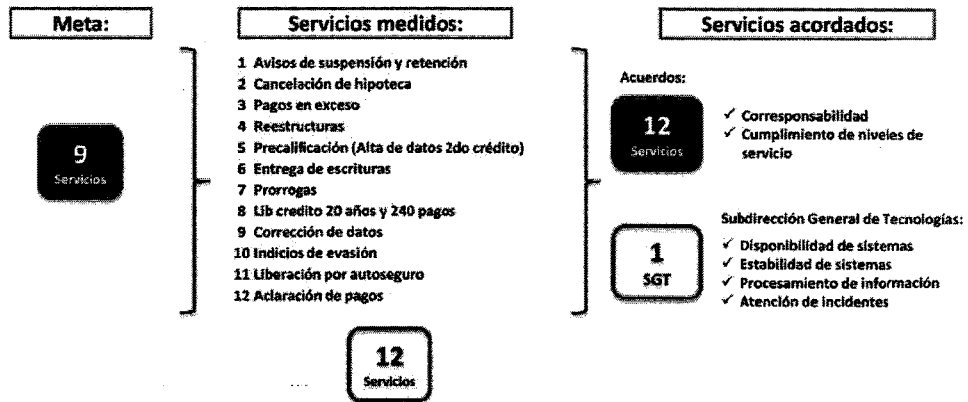 Meta:
Servicios medidos:
Servicios acordados:
9
Servicios
1 Avisos de suspensión y retención
2 Cancelación de hipoteca
3 Pagos en exceso
4 Reestructuras
5 Precalificación (Alta de datos 2do crédito)
6 Entrega de escrituras
7 Prorrogas
8 Lib credito 20 años y 240 pagos
9 Corrección de datos
10 Indicios de evasión
11 Liberación por autoseguro
12 Aclaración de pagos
12
Servicios
Acuerdos:
12
Servicios
✓ Corresponsabilidad
✓ Cumplimiento de niveles de
servicio
Subdirección General de Tecnologías:
1
SGT
✓ Disponibilidad de sistemas
✓ Estabilidad de sistemas
✓ Procesamiento de información
✓ Atención de incidentes